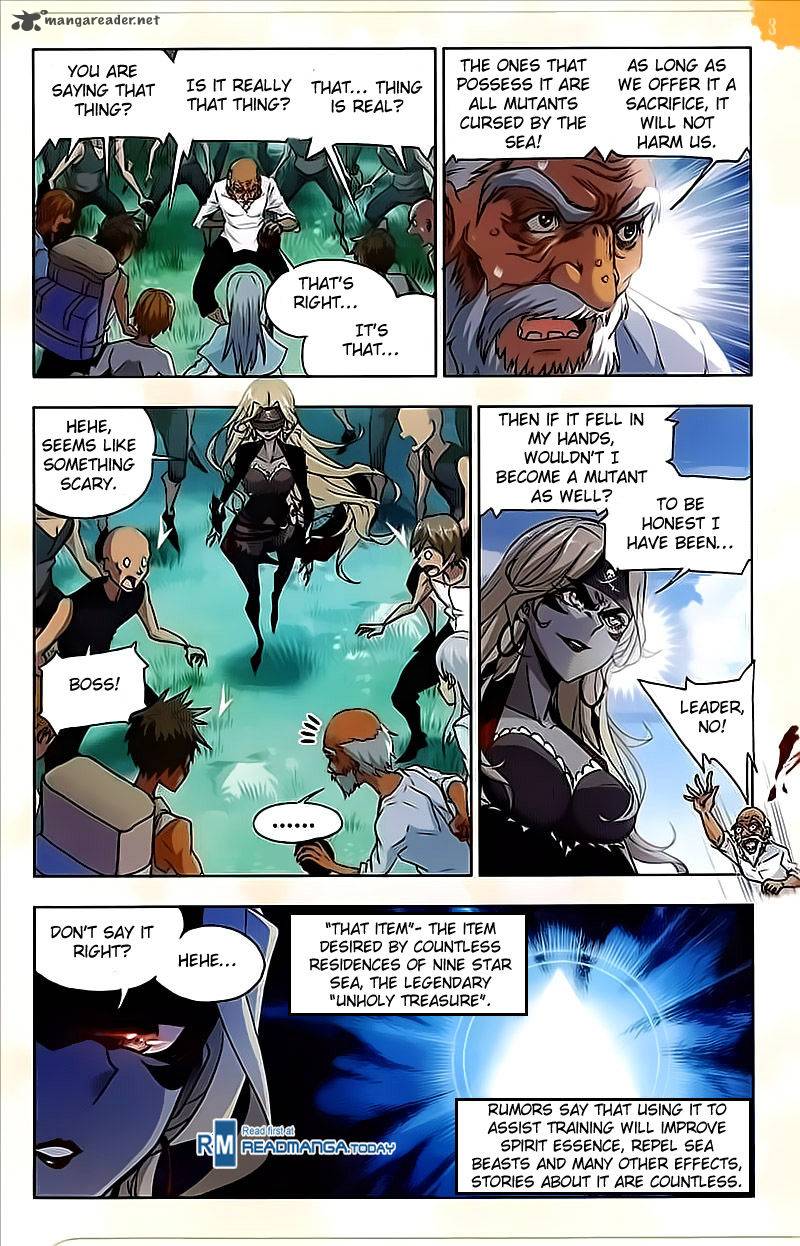 mangareader.net
3
YOU ARE
SAYING THAT
THING?
IS IT REALLY
THAT THING?
THAT... THING
IS REAL?
THAT'S
RIGHT...
IT'S
THAT...
THE ONES THAT
POSSESS IT ARE
ALL MUTANTS
CURSED BY THE
SEA!
AS LONG AS
WE OFFER IT A
SACRIFICE, IT
WILL NOT
HARM US.
HEHE,
SEEMS LIKE
SOMETHING
SCARY.
BOSS!
......
THEN IF IT FELL IN
MY HANDS,
WOULDN'T I
BECOME A MUTANT
AS WELL?
TO BE
HONEST I
HAVE BEEN...
LEADER,
NO!
DON'T SAY IT
RIGHT?
HEHE...
"THAT ITEM"- THE ITEM
DESIRED BY COUNTLESS
RESIDENCES OF NINE STAR
SEA, THE LEGENDARY
"UNHOLY TREASURE".
RUMORS SAY THAT USING IT TO
ASSIST TRAINING WILL IMPROVE
SPIRIT ESSENCE, REPEL SEA
BEASTS AND MANY OTHER EFFECTS,
STORIES ABOUT IT ARE COUNTLESS.
RM
Read first at
READMANGA.TODAY